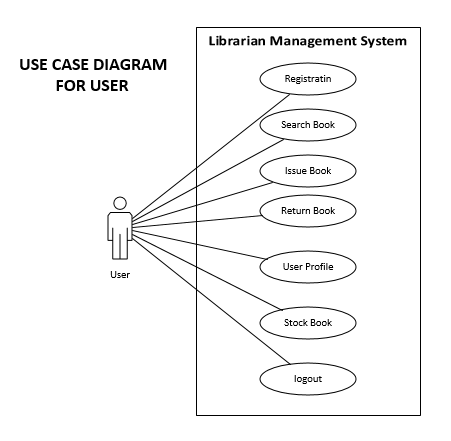 Librarian Management System
USE CASE DIAGRAM
FOR USER
Registratin
Search Book
Issue Book
Return Book
User Profile
Stock Book
logout
User